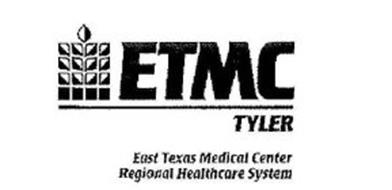 ETMC
TYLER
East Texas Medical Center
Regional Healthcare System